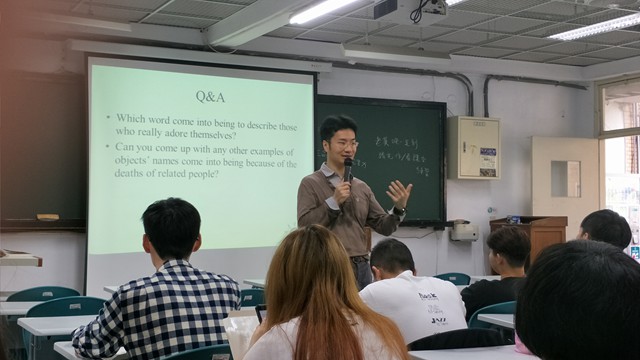 Q&A
• Which word come into being to describe those
who really adore themselves?
• Can you come up with any other examples of
objects' names come into being because of the
deaths of related people?
JAZZ